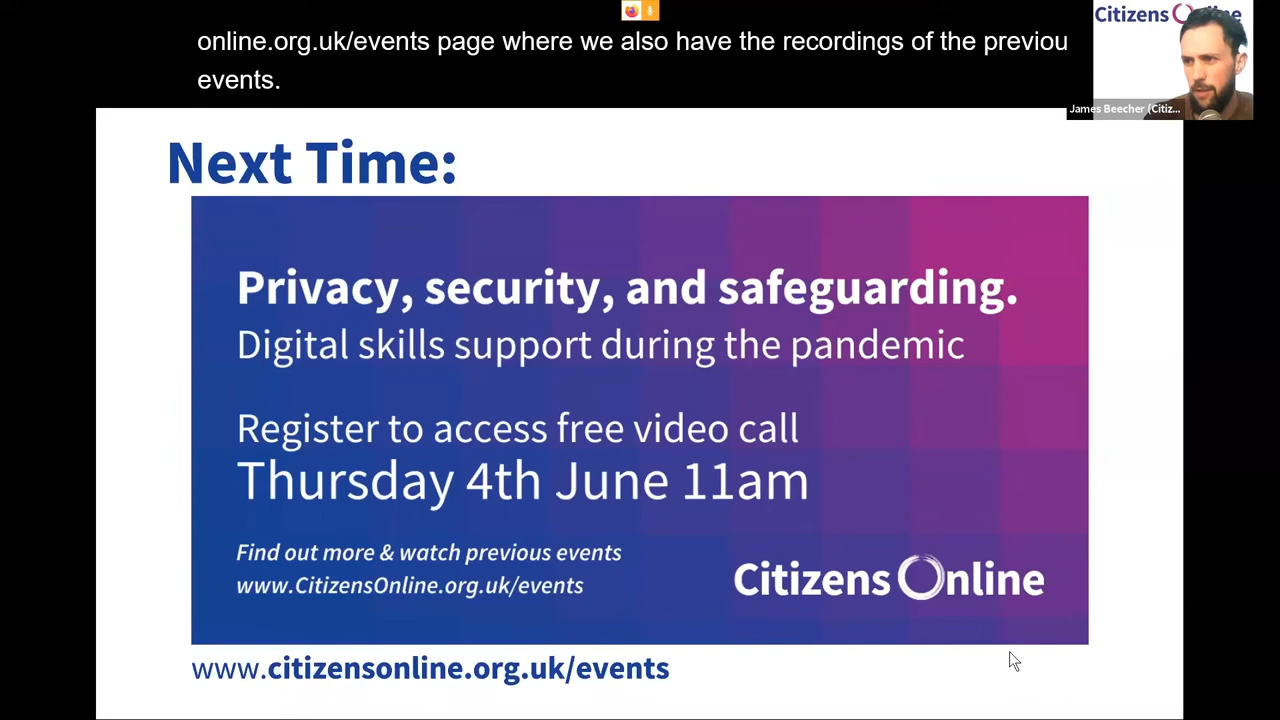 online.org.uk/events page where we also have the recordings of the previou
events.
Citizens
James Beecher (Citiz...
Next Time:
Privacy, security, and safeguarding.
Digital skills support during the pandemic
Register to access free video call
Thursday 4th June 11am
Find out more & watch previous events
www.CitizensOnline.org.uk/events
Citizens Online
www.citizensonline.org.uk/events